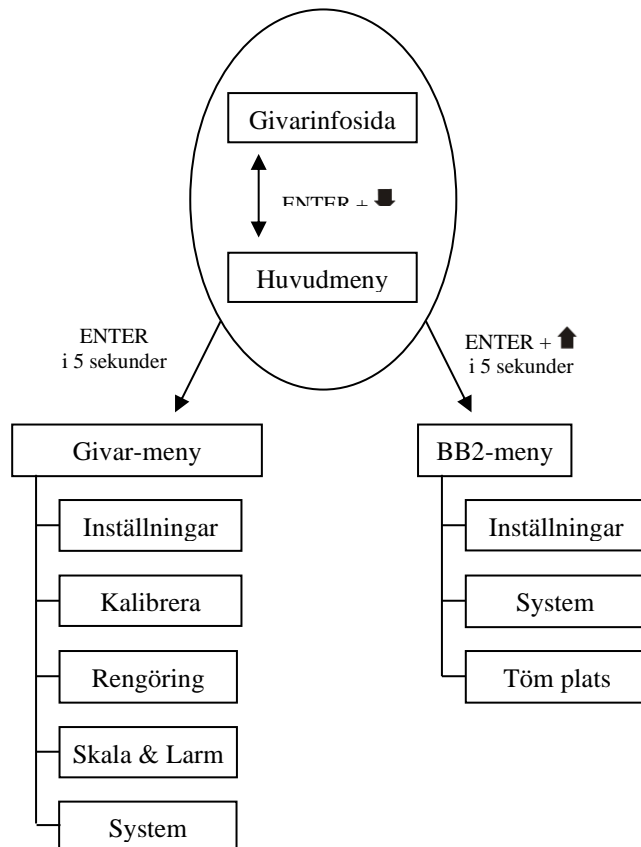 Givarinfosida
ENTER + 🡇
Huvudmeny
ENTER
i 5 sekunder
ENTER + 🡅
i 5 sekunder
Givar-meny
BB2-meny
Inställningar
Kalibrera
Rengöring
Skala & Larm
System
Inställningar
System
Töm plats